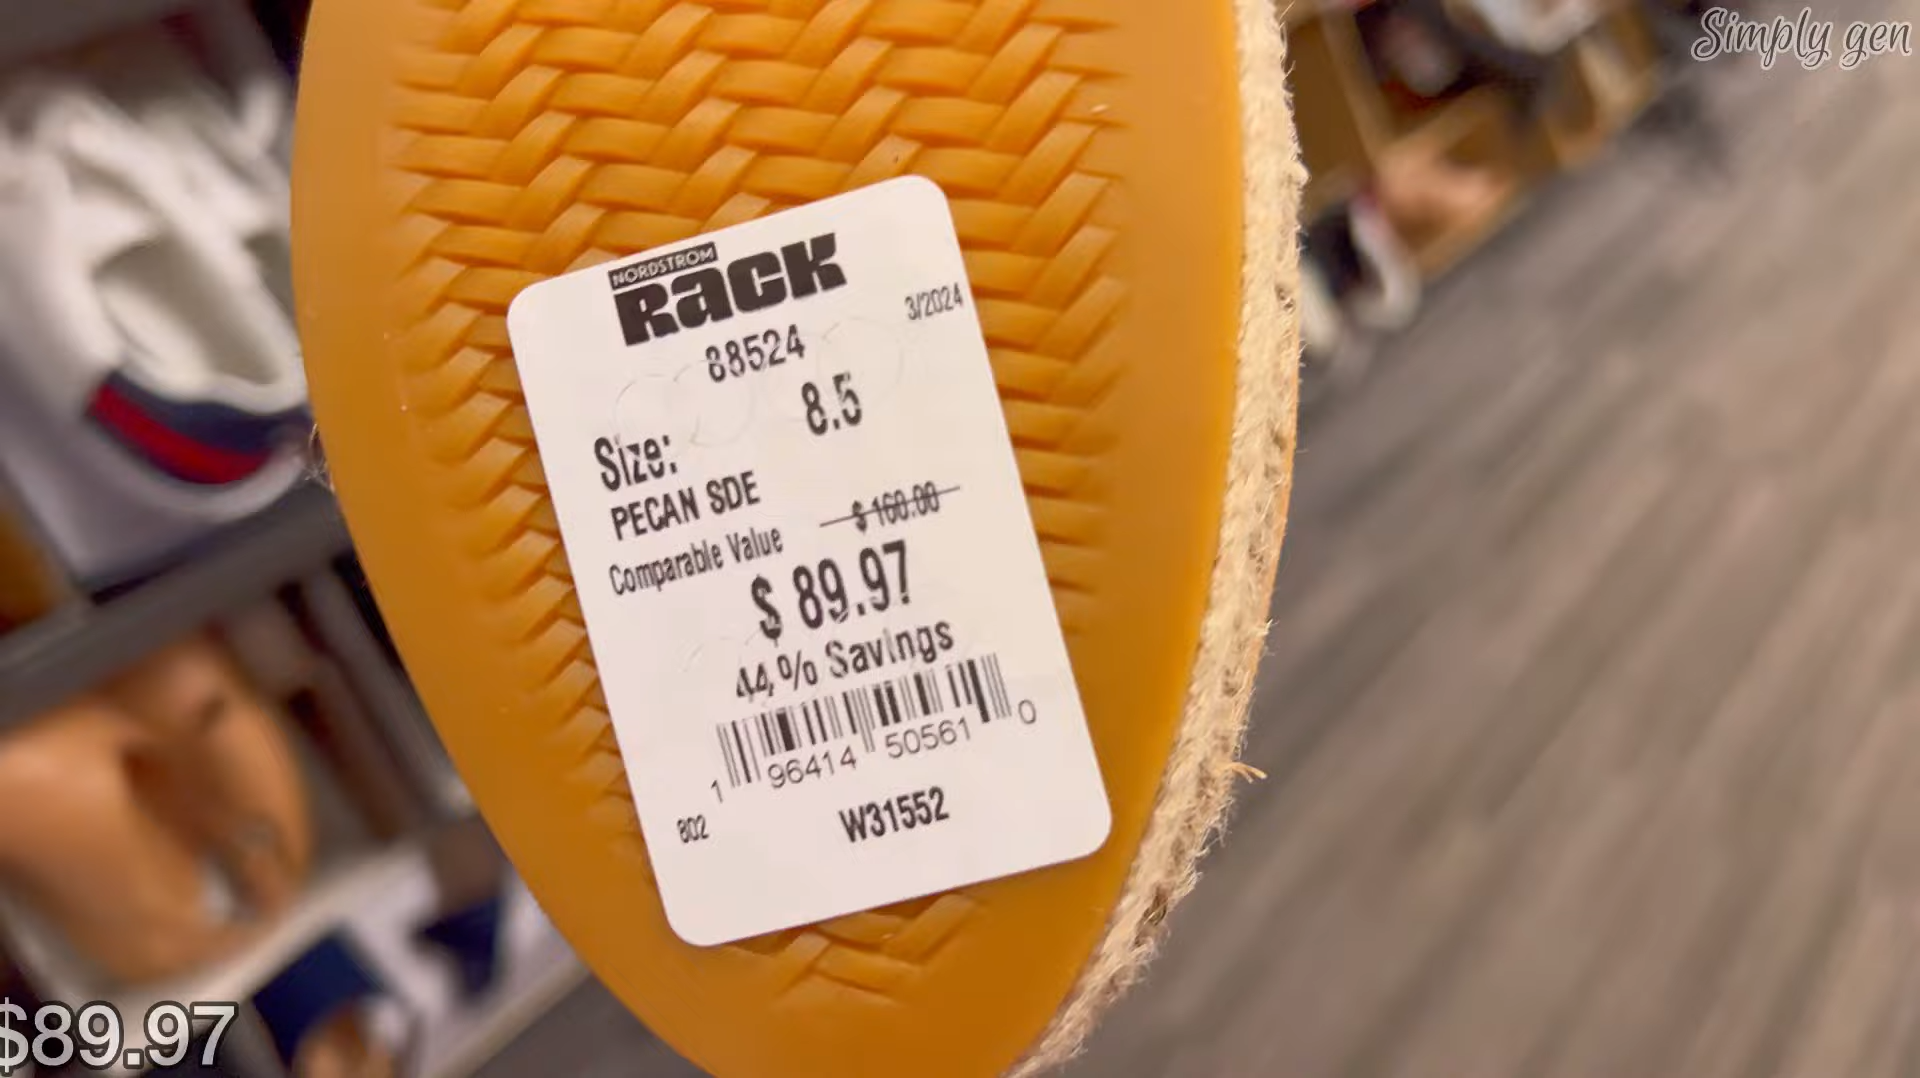 Simply gen
NORDSTROM
Rack
3/2024
88524
Size: 8.5
PECAN SDE
Comparable Value $ 160.00
$ 89.97
44% Savings
1 96414 50561 0
802 W31552
$89.97